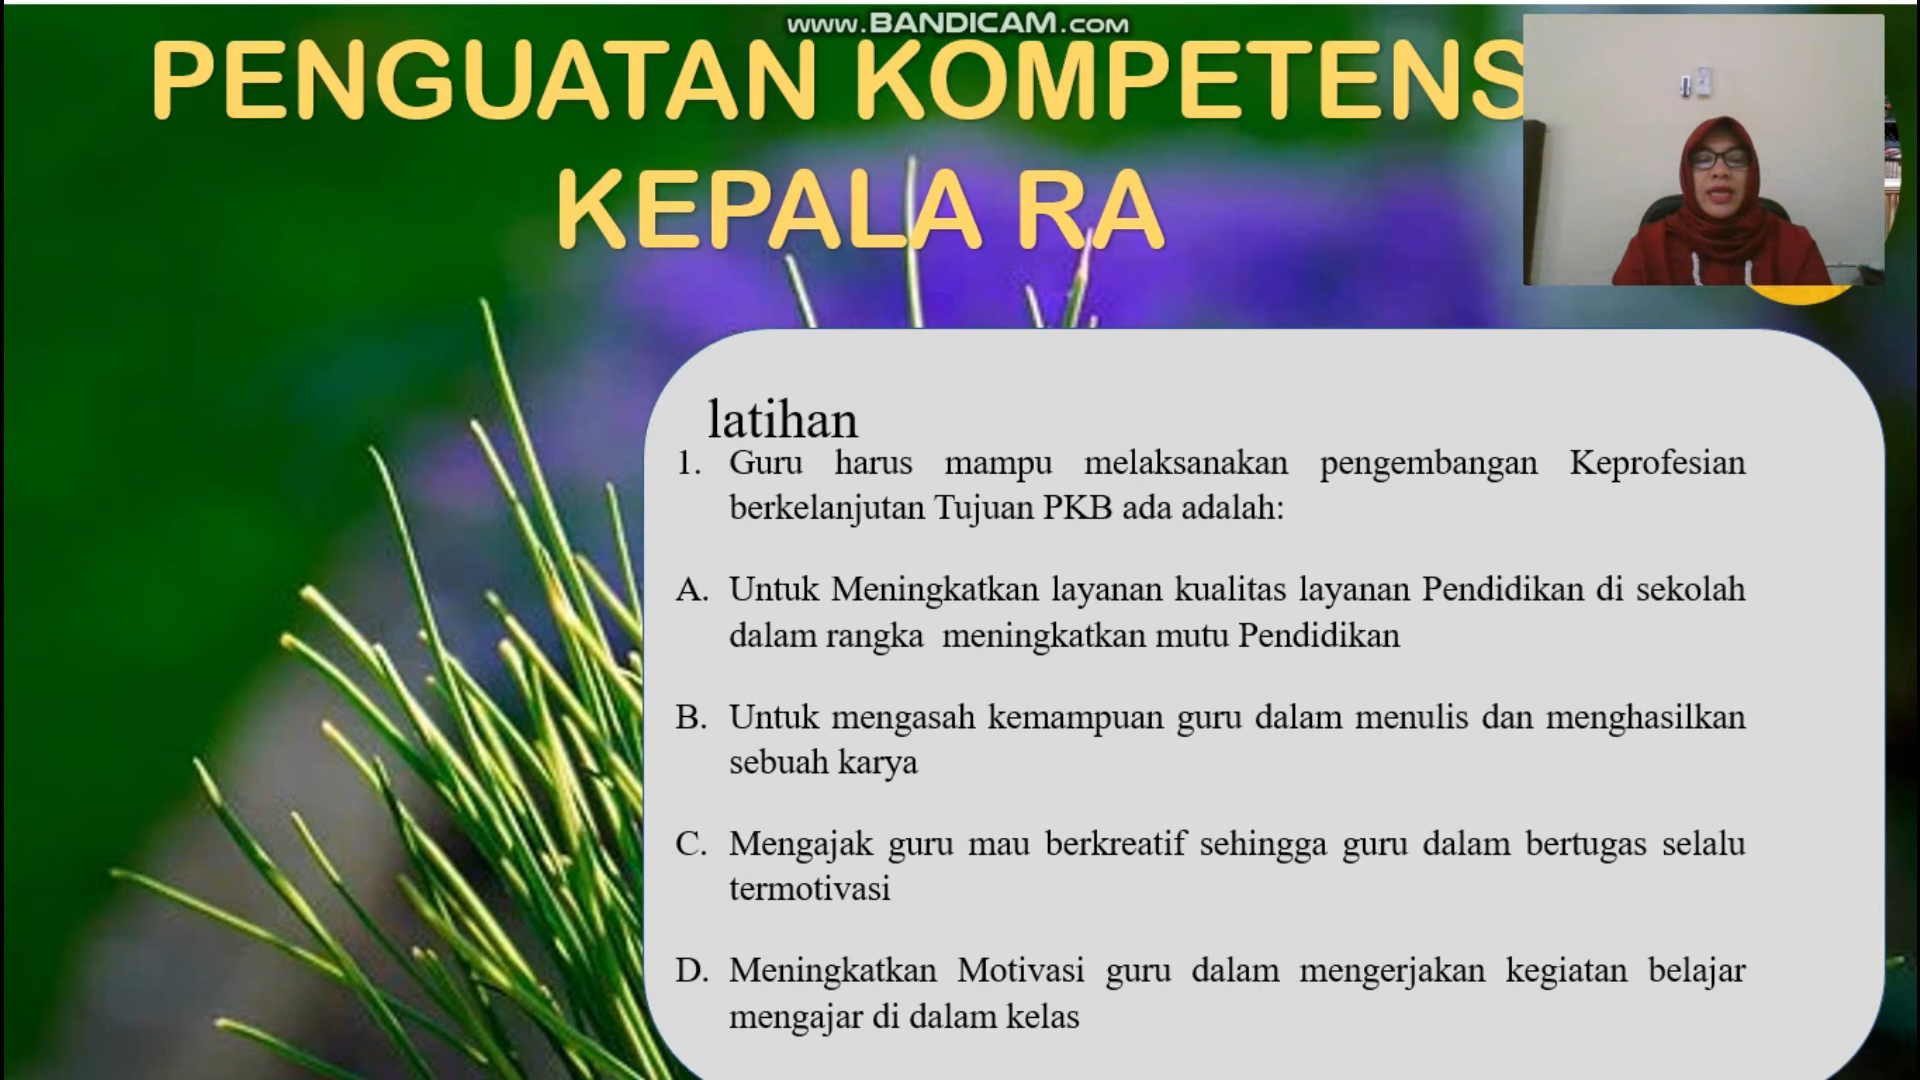 www.BANDICAM.com
PENGUATAN KOMPETENS
KEPALA RA
latihan
1. Guru harus mampu melaksanakan pengembangan Keprofesian
berkelanjutan Tujuan PKB ada adalah:
A. Untuk Meningkatkan layanan kualitas layanan Pendidikan di sekolah
dalam rangka meningkatkan mutu Pendidikan
B. Untuk mengasah kemampuan guru dalam menulis dan menghasilkan
sebuah karya
C. Mengajak guru mau berkreatif sehingga guru dalam bertugas selalu
termotivasi
D. Meningkatkan Motivasi guru dalam mengerjakan kegiatan belajar
mengajar di dalam kelas